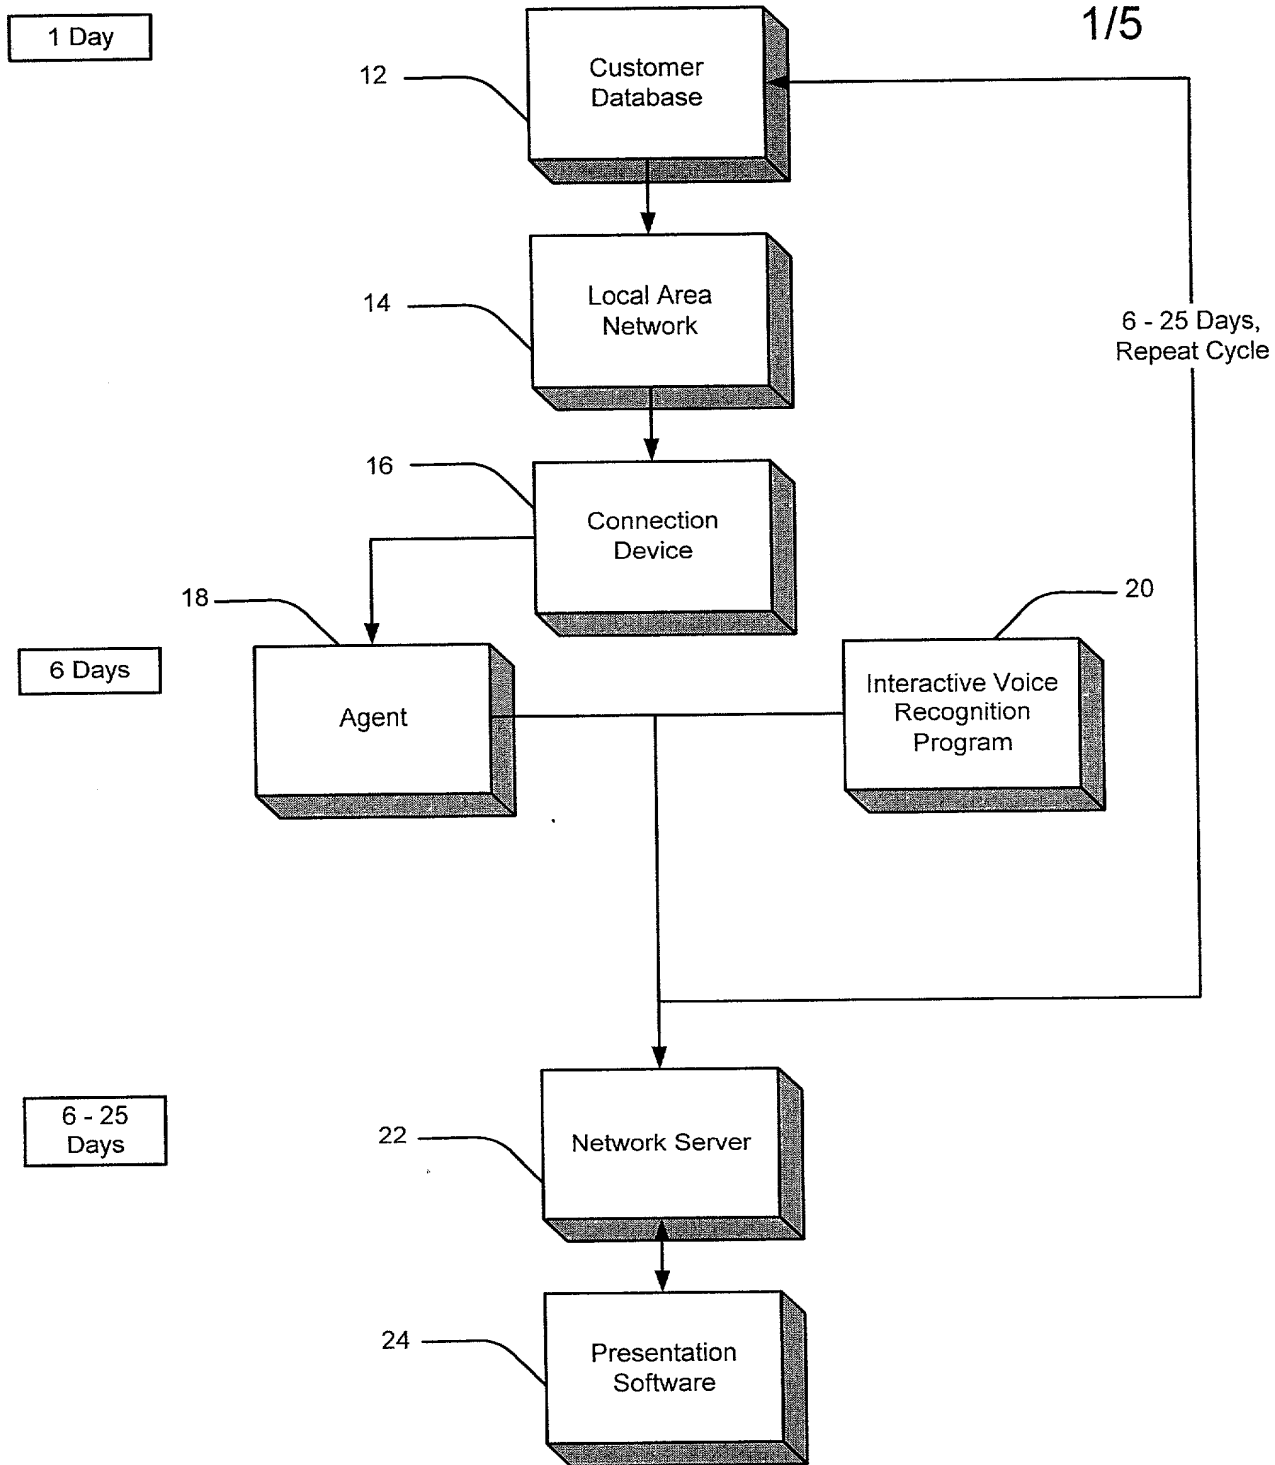 1/5
1 Day
Customer
Database
12
Local Area
Network
14
6 - 25 Days,
Repeat Cycle
16
Connection
Device
18
20
6 Days
Agent
Interactive Voice
Recognition
Program
6 - 25
Days
22
Network Server
24
Presentation
Software